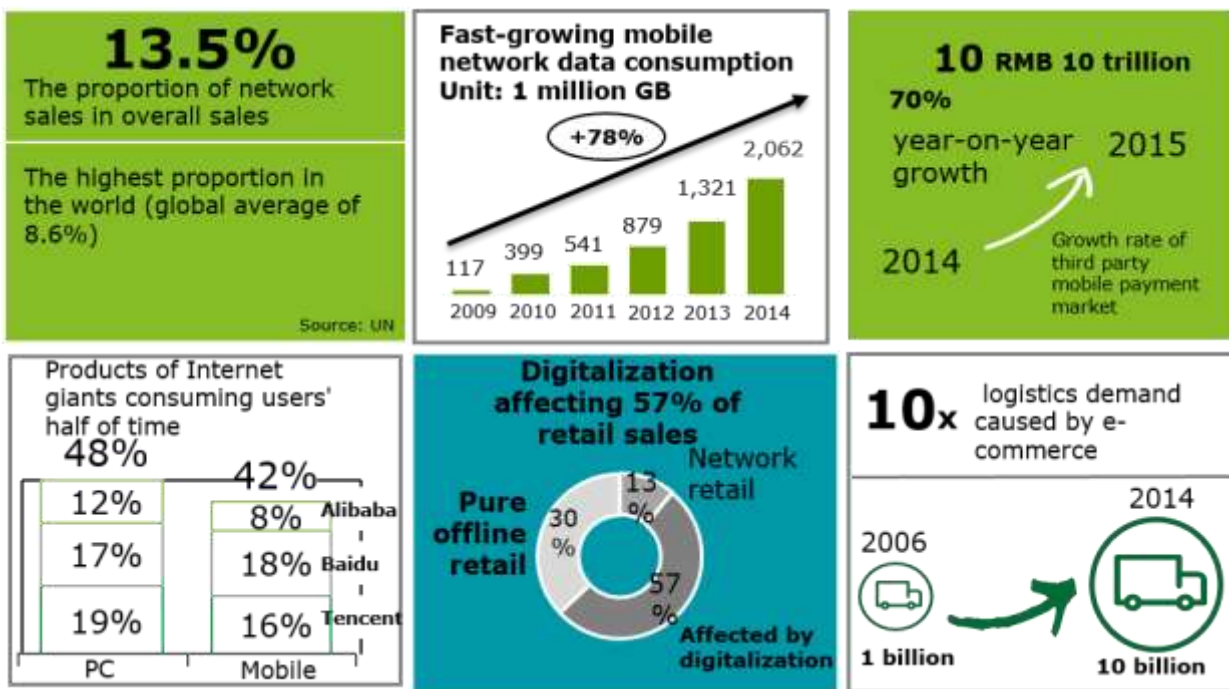 13.5%
The proportion of network
sales in overall sales
The highest proportion in
the world (global average of
8.6%)
Source: UN
Fast-growing mobile
network data consumption
Unit: 1 million GB
+78%
117
399
541
879
1,321
2,062
2009 2010 2011 2012 2013 2014
10 RMB 10 trillion
70%
year-on-year
growth
2015
2014
Growth rate of
third party
mobile payment
market
Products of Internet
giants consuming users'
half of time
48%
42%
12%
8%
Alibaba
17%
18%
Baidu
19%
16%
Tencent
PC
Mobile
Digitalization
affecting 57% of
retail sales
Network
retail
13
%
Pure
offline
retail
30
%
57
%
Affected by
digitalization
10x
logistics demand
caused by e-
commerce
2006
2014
1 billion
10 billion